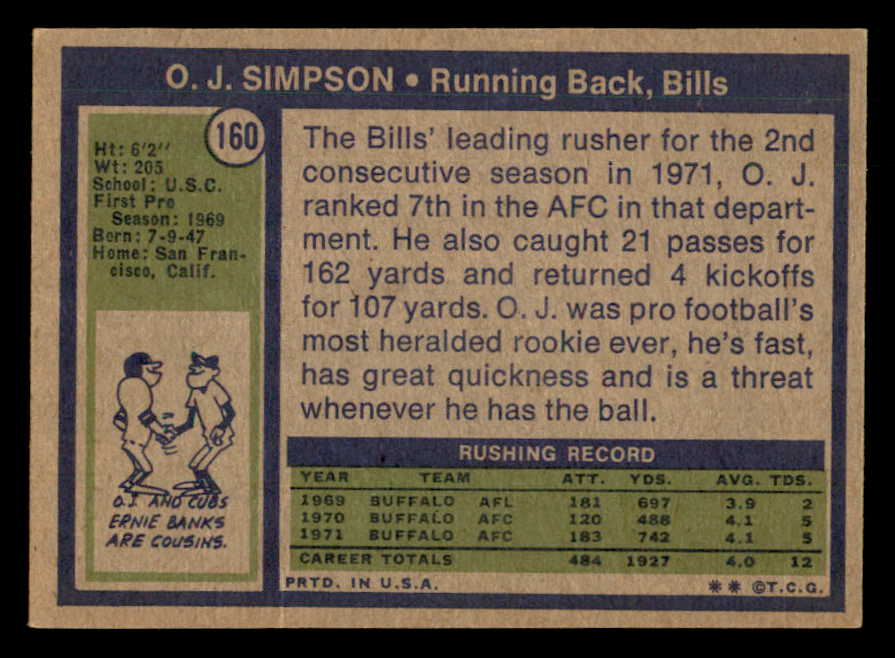 O. J. SIMPSON • Running Back, Bills
160
Ht: 6'2"
Wt: 205
School: U.S.C.
First Pro
Season: 1969
Born: 7-9-47
Home: San Fran-
cisco, Calif.
O.J. AND CUBS
ERNIE BANKS
ARE COUSINS.
The Bills' leading rusher for the 2nd
consecutive season in 1971, O. J.
ranked 7th in the AFC in that depart-
ment. He also caught 21 passes for
162 yards and returned 4 kickoffs
for 107 yards. O. J. was pro football's
most heralded rookie ever, he's fast,
has great quickness and is a threat
whenever he has the ball.
RUSHING RECORD
YEAR TEAM ATT. YDS. AVG. TDS.
1969 BUFFALO AFL 181 697 3.9 2
1970 BUFFALO AFC 120 488 4.1 5
1971 BUFFALO AFC 183 742 4.1 5
CAREER TOTALS 484 1927 4.0 12
PRTD. IN U.S.A.
** ©T.C.G.